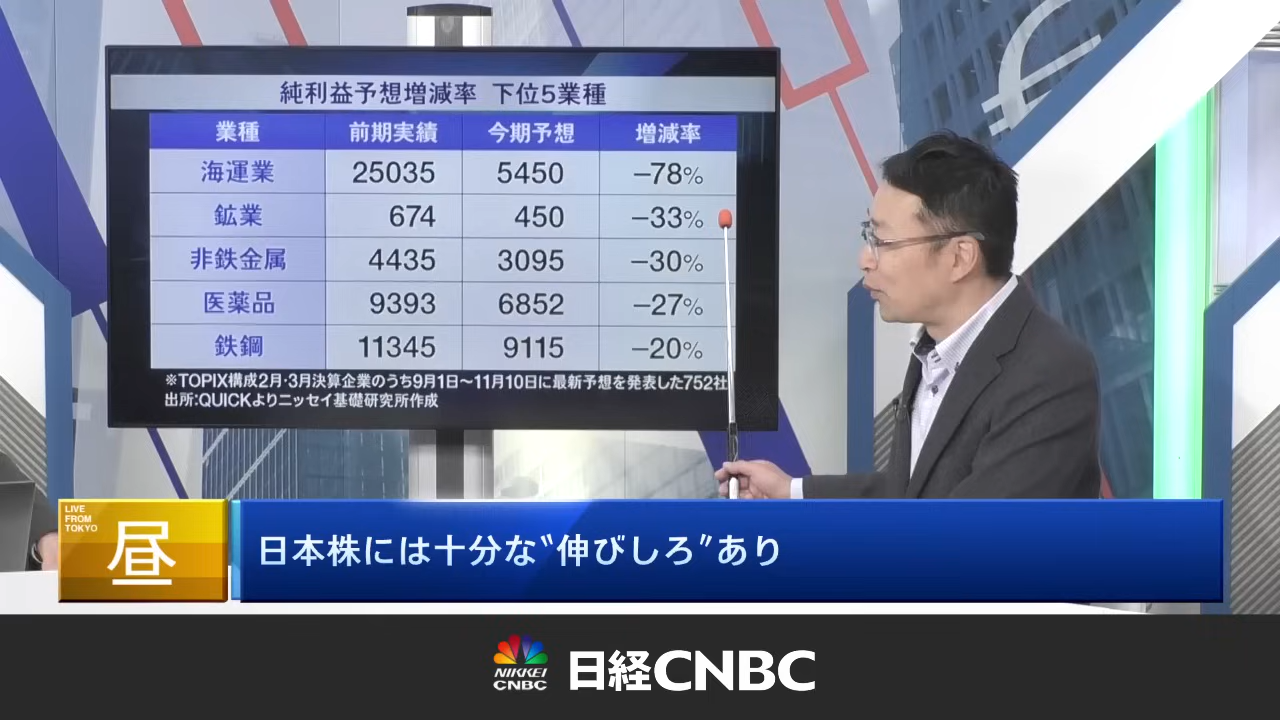 純利益予想増減率 下位5業種
業種 前期実績 今期予想 増減率
海運業 25035 5450 −78%
鉱業 674 450 −33%
非鉄金属 4435 3095 −30%
医薬品 9393 6852 −27%
鉄鋼 11345 9115 −20%
※TOPIX構成2月・3月決算企業のうち9月1日〜11月10日に最新予想を発表した752社
出所:QUICKよりニッセイ基礎研究所作成
LIVE
FROM
TOKYO
昼
日本株には十分な〝伸びしろ〟あり
NIKKEI
CNBC
日経CNBC